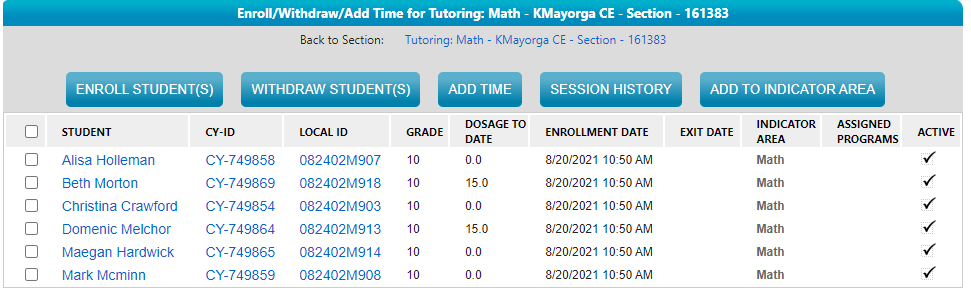 Enroll/Withdraw/Add Time for Tutoring: Math - KMayorga CE - Section - 161383
Back to Section: Tutoring: Math - KMayorga CE - Section - 161383
ENROLL STUDENT(S) WITHDRAW STUDENT(S) ADD TIME SESSION HISTORY ADD TO INDICATOR AREA
STUDENT CY-ID LOCAL ID GRADE DOSAGE TO DATE ENROLLMENT DATE EXIT DATE INDICATOR AREA ASSIGNED PROGRAMS ACTIVE
Alisa Holleman CY-749858 082402M907 10 0.0 8/20/2021 10:50 AM Math
Beth Morton CY-749869 082402M918 10 15.0 8/20/2021 10:50 AM Math
Christina Crawford CY-749854 082402M903 10 0.0 8/20/2021 10:50 AM Math
Domenic Melchor CY-749864 082402M913 10 15.0 8/20/2021 10:50 AM Math
Maegan Hardwick CY-749865 082402M914 10 0.0 8/20/2021 10:50 AM Math
Mark Mcminn CY-749859 082402M908 10 0.0 8/20/2021 10:50 AM Math